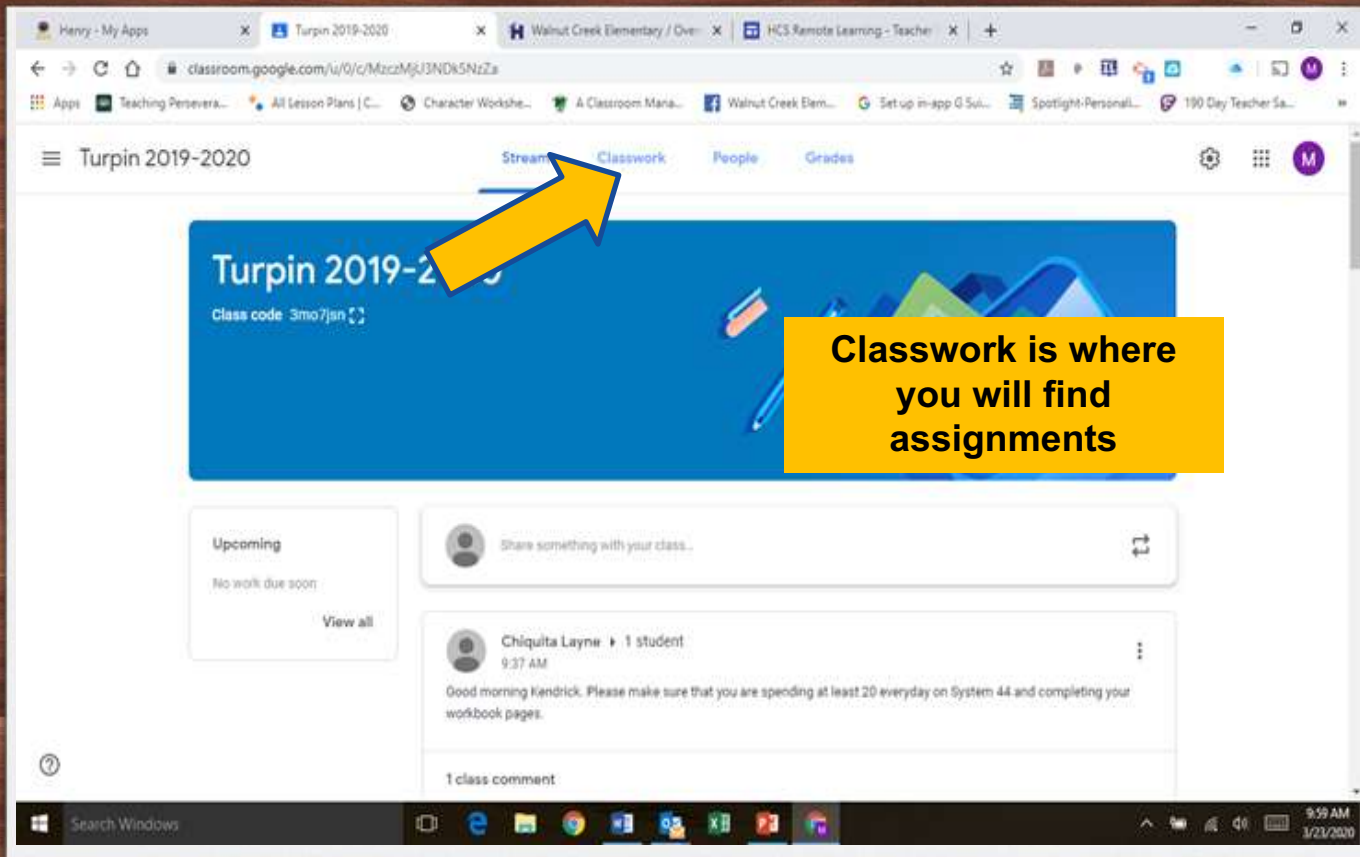 Henry - My Apps
Turpin 2019-2020
Walnut Creek Elementary / Over
HCS Remote Learning - Teacher
classroom.google.com/u/0/c/MzczMjU3NDk5NzZa
Apps
Teaching Persevera...
All Lesson Plans | C...
Character Workshe...
A Classroom Mana...
Walnut Creek Elem...
Set up in-app G Sui...
Spotlight-Personali...
190 Day Teacher Sa...
Turpin 2019-2020
Stream
Classwork
People
Grades
M
Turpin 2019-2
Class code 3mo7jsn
Classwork is where
you will find
assignments
Upcoming
No work due soon
View all
Share something with your class...
Chiquita Layne 1 student
9:37 AM
Good morning Kendrick. Please make sure that you are spending at least 20 everyday on System 44 and completing your
workbook pages.
1 class comment
Search Windows
9:59 AM
3/23/2020